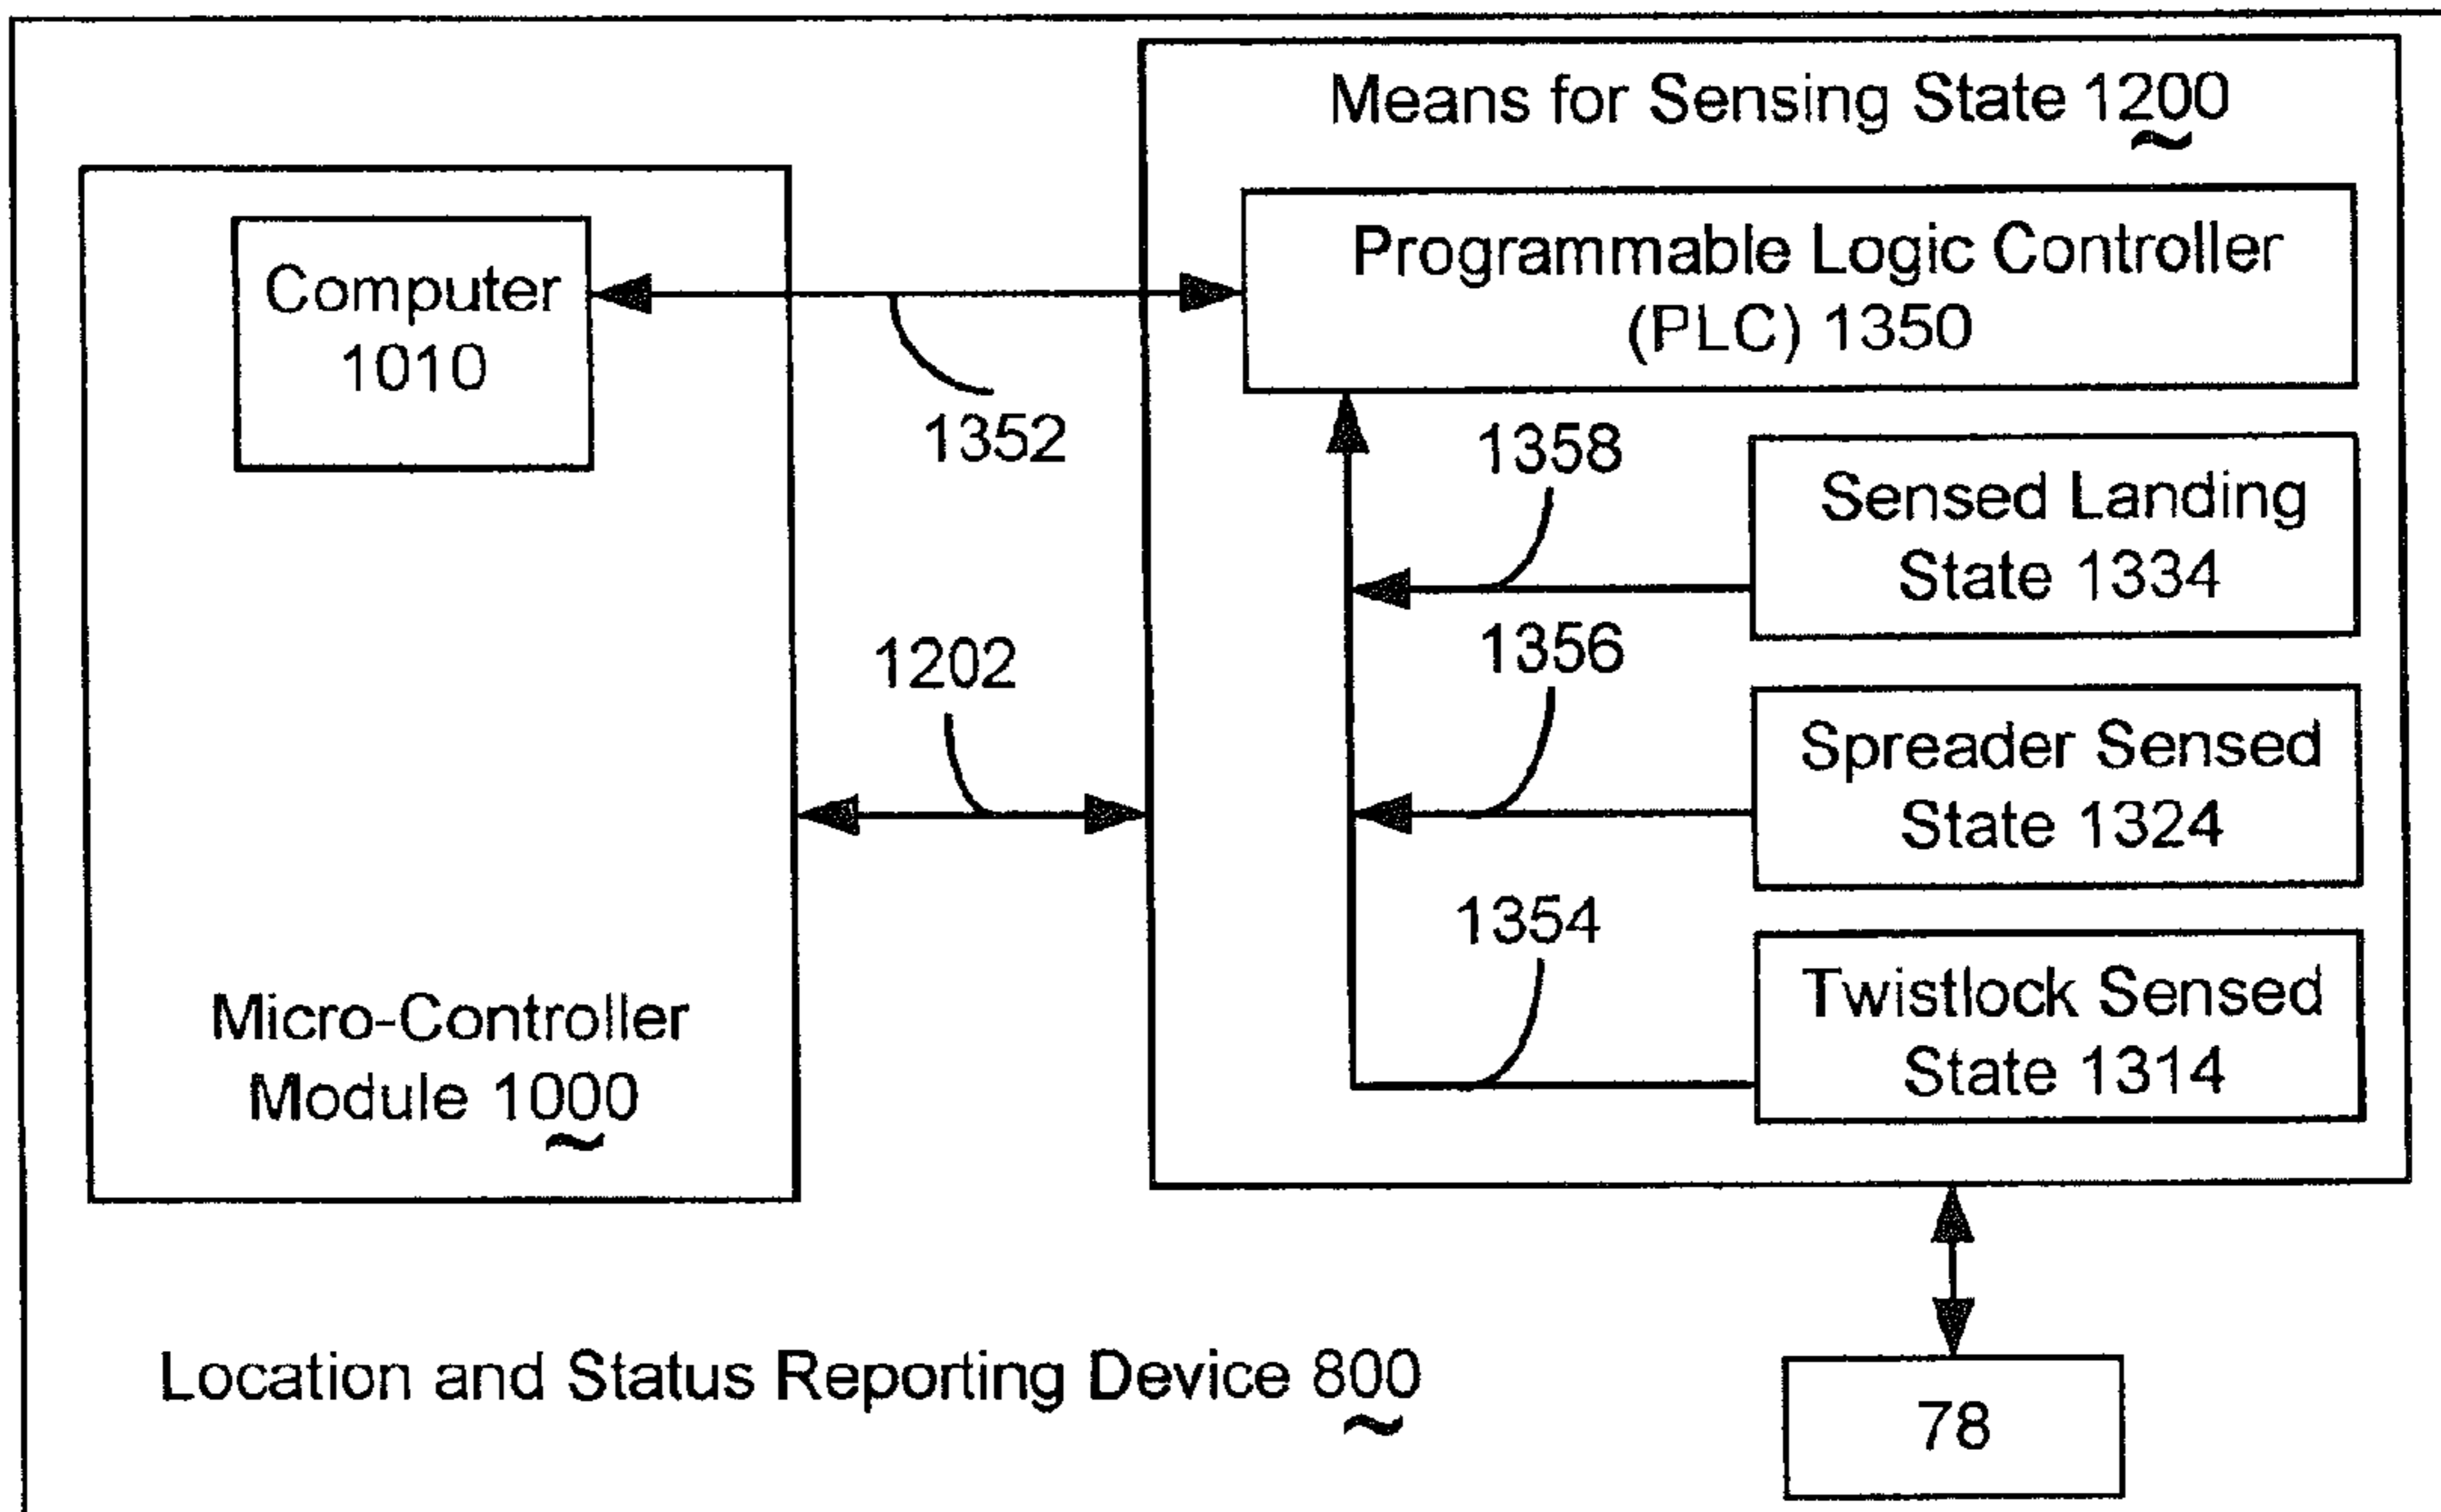 Means for Sensing State 1200
Computer
1010
Programmable Logic Controller
(PLC) 1350
1352
1358
Sensed Landing
State 1334
1202
1356
Spreader Sensed
State 1324
1354
Twistlock Sensed
State 1314
Micro-Controller
Module 1000
Location and Status Reporting Device 800
78